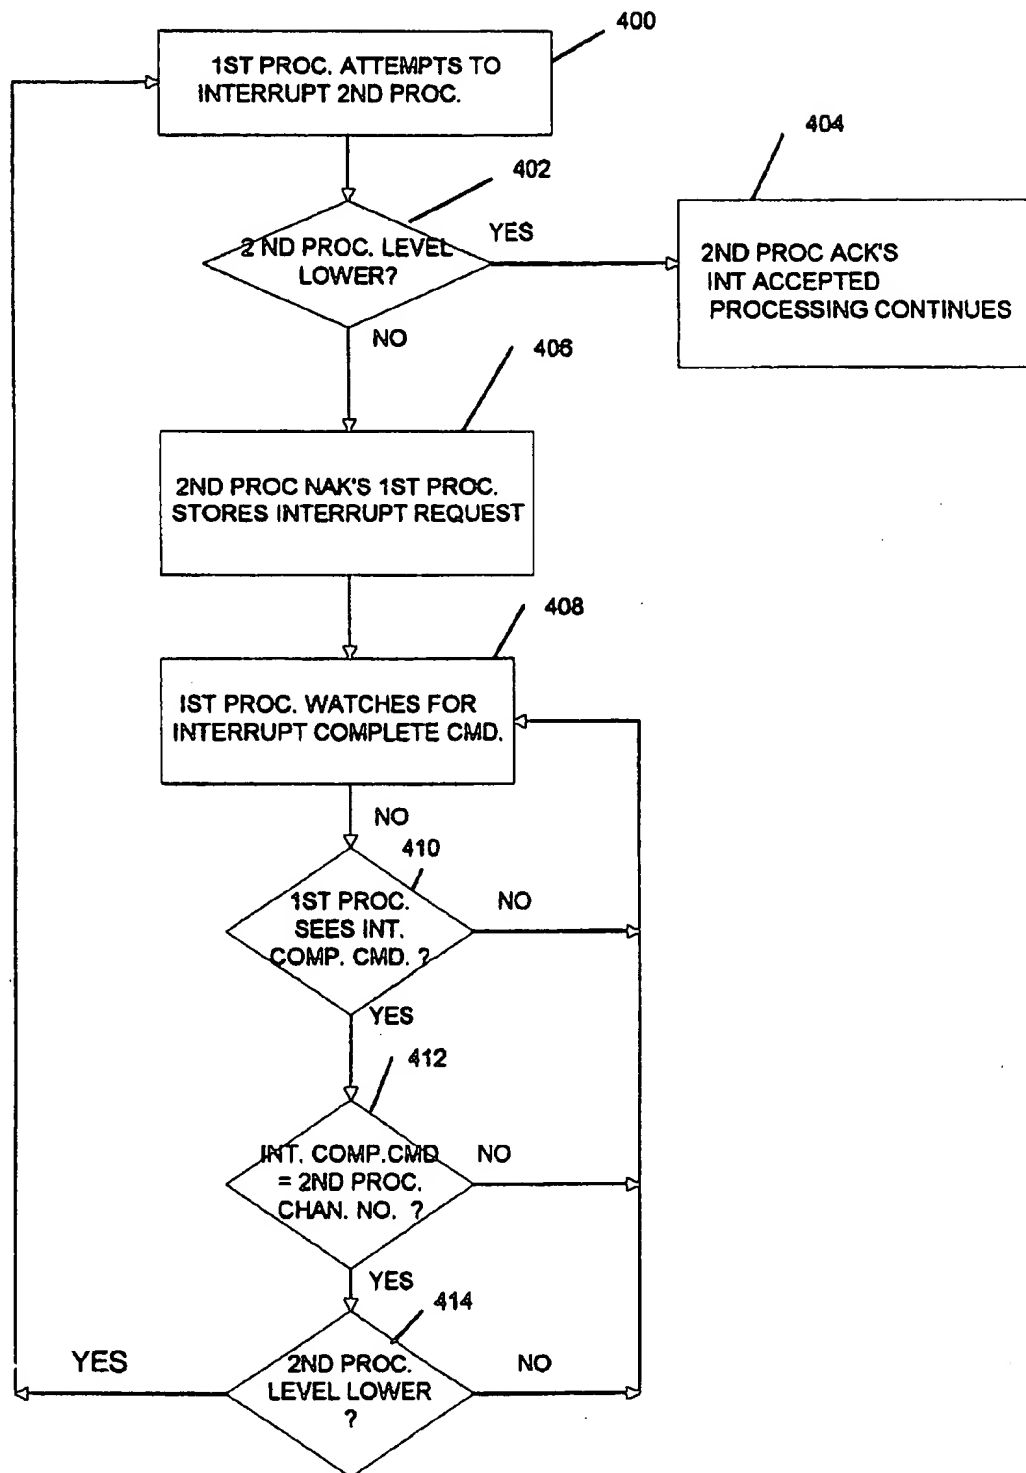 400
1ST PROC. ATTEMPTS TO
INTERRUPT 2ND PROC.
404
402
2 ND PROC. LEVEL
LOWER?
YES
2ND PROC ACK'S
INT ACCEPTED
PROCESSING CONTINUES
NO
406
2ND PROC NAK'S 1ST PROC.
STORES INTERRUPT REQUEST
408
IST PROC. WATCHES FOR
INTERRUPT COMPLETE CMD.
NO
410
1ST PROC.
SEES INT.
COMP. CMD. ?
NO
YES
412
INT. COMP.CMD
= 2ND PROC.
CHAN. NO. ?
NO
YES
414
2ND PROC.
LEVEL LOWER
?
YES
NO